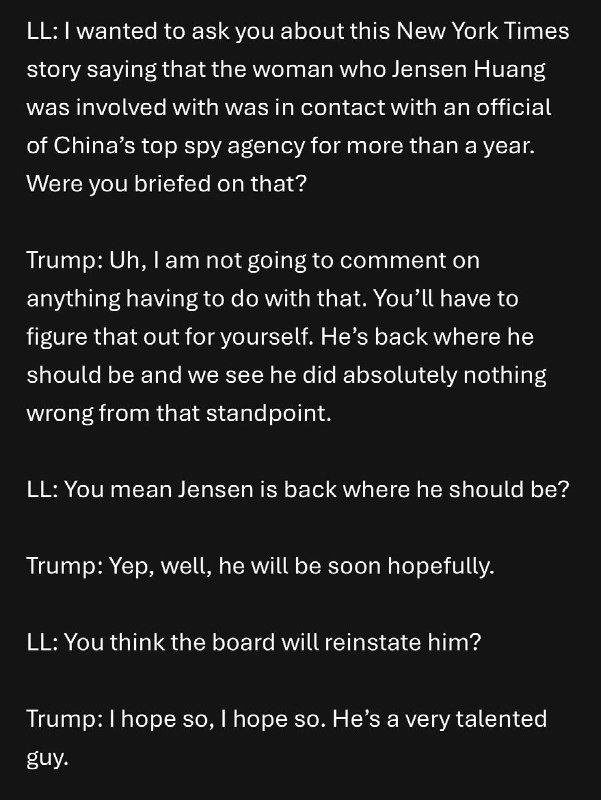 LL: I wanted to ask you about this New York Times
story saying that the woman who Jensen Huang
was involved with was in contact with an official
of China’s top spy agency for more than a year.
Were you briefed on that?
Trump: Uh, I am not going to comment on
anything having to do with that. You’ll have to
figure that out for yourself. He’s back where he
should be and we see he did absolutely nothing
wrong from that standpoint.
LL: You mean Jensen is back where he should be?
Trump: Yep, well, he will be soon hopefully.
LL: You think the board will reinstate him?
Trump: I hope so, I hope so. He’s a very talented
guy.